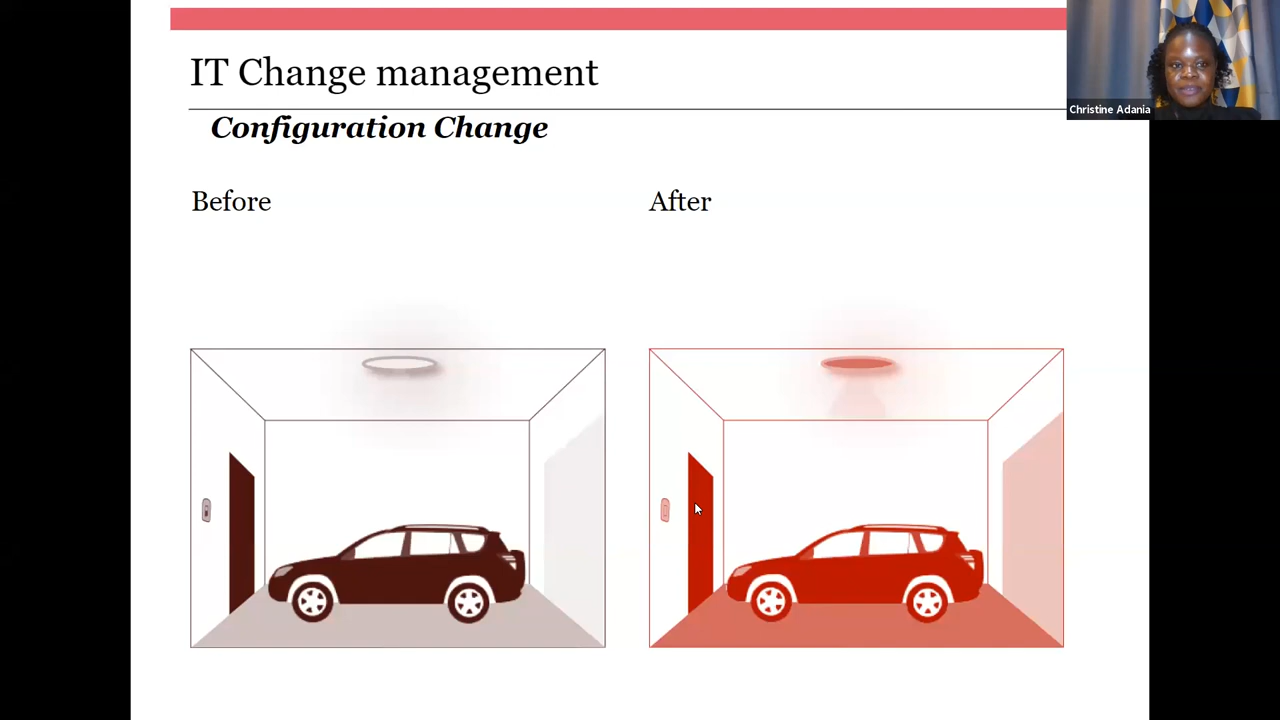 IT Change management
Christine Adania
Configuration Change
Before
After